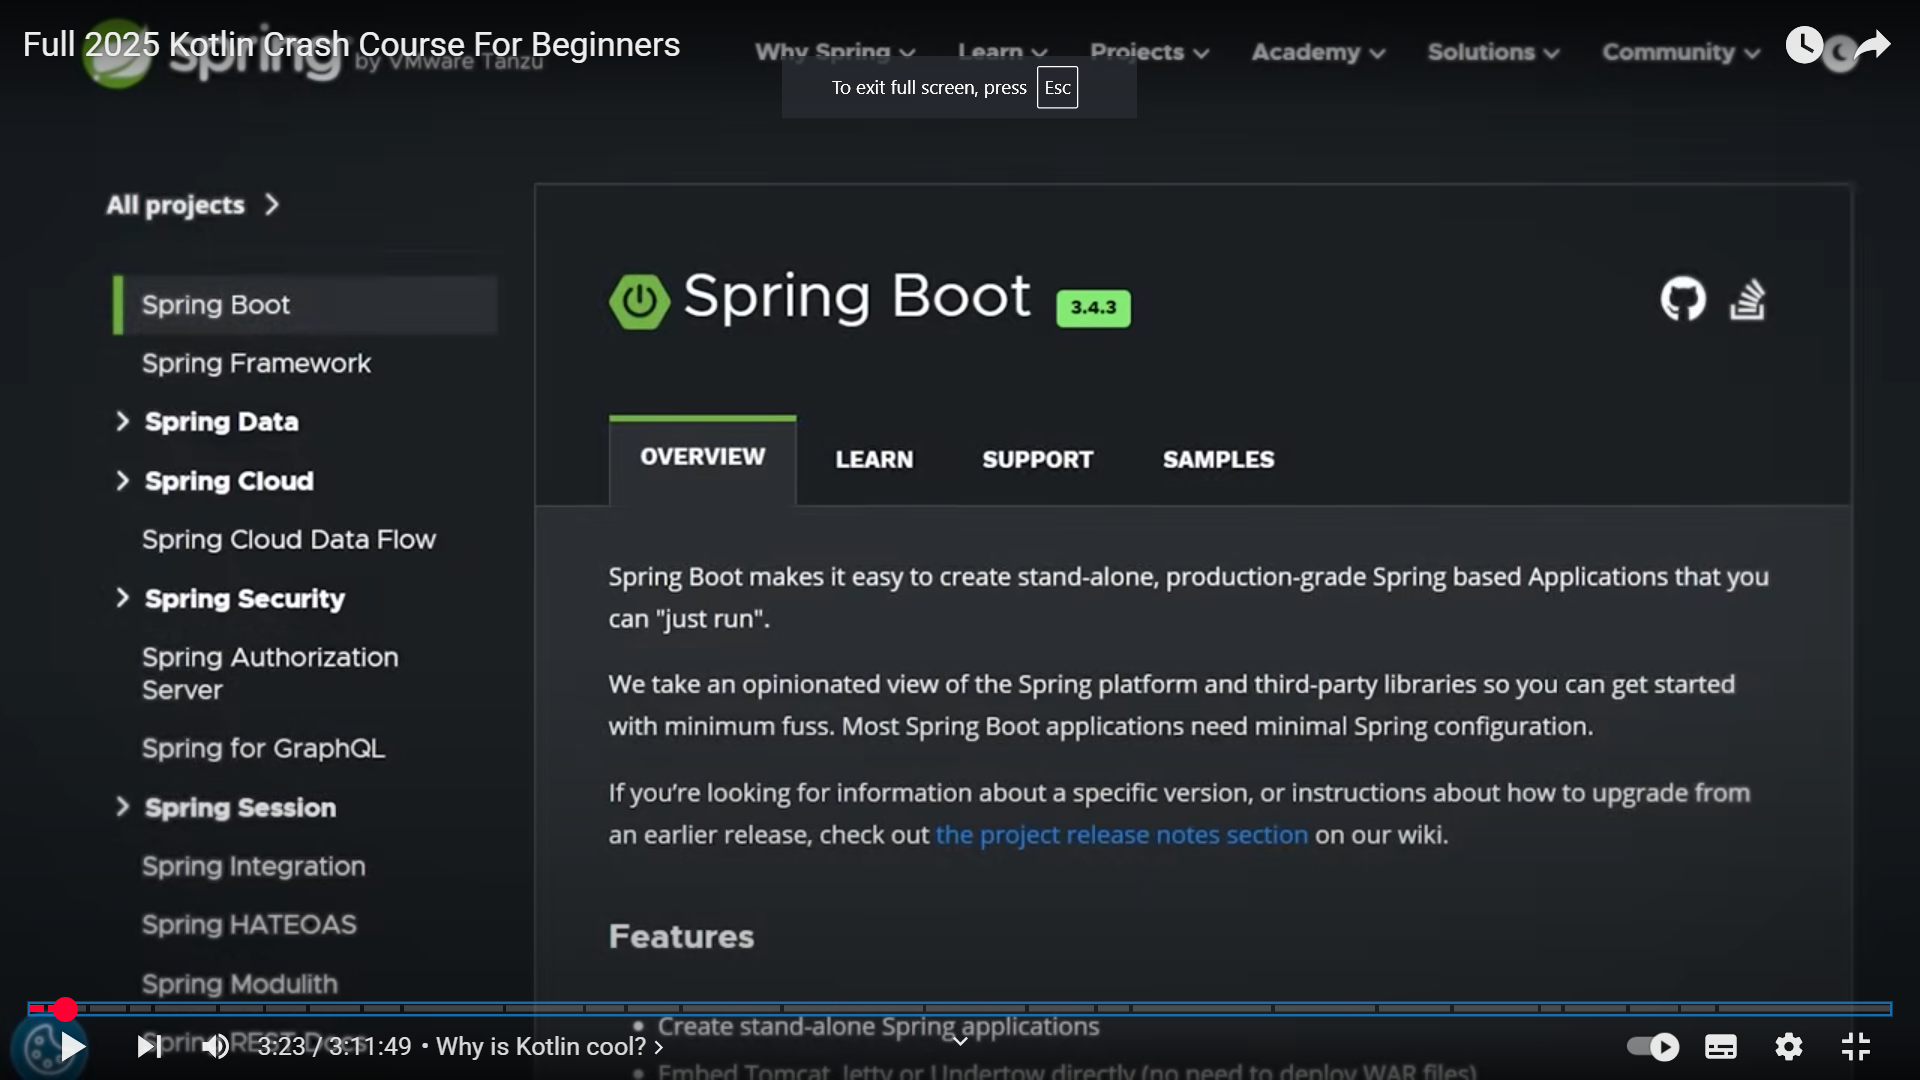 Full 2025 Kotlin Crash Course For Beginners
spring by VMware Tanzu
Why Spring Learn Projects Academy Solutions Community
To exit full screen, press Esc
All projects
Spring Boot
Spring Framework
Spring Data
Spring Cloud
Spring Cloud Data Flow
Spring Security
Spring Authorization
Server
Spring for GraphQL
Spring Session
Spring Integration
Spring HATEOAS
Spring Modulith
Spring REST Docs
Spring Boot 3.4.3
OVERVIEW LEARN SUPPORT SAMPLES
Spring Boot makes it easy to create stand-alone, production-grade Spring based Applications that you
can "just run".
We take an opinionated view of the Spring platform and third-party libraries so you can get started
with minimum fuss. Most Spring Boot applications need minimal Spring configuration.
If you’re looking for information about a specific version, or instructions about how to upgrade from
an earlier release, check out the project release notes section on our wiki.
Features
• Create stand-alone Spring applications
• Embed Tomcat, Jetty or Undertow directly (no need to deploy WAR files)
3:23 / 3:11:49 • Why is Kotlin cool?